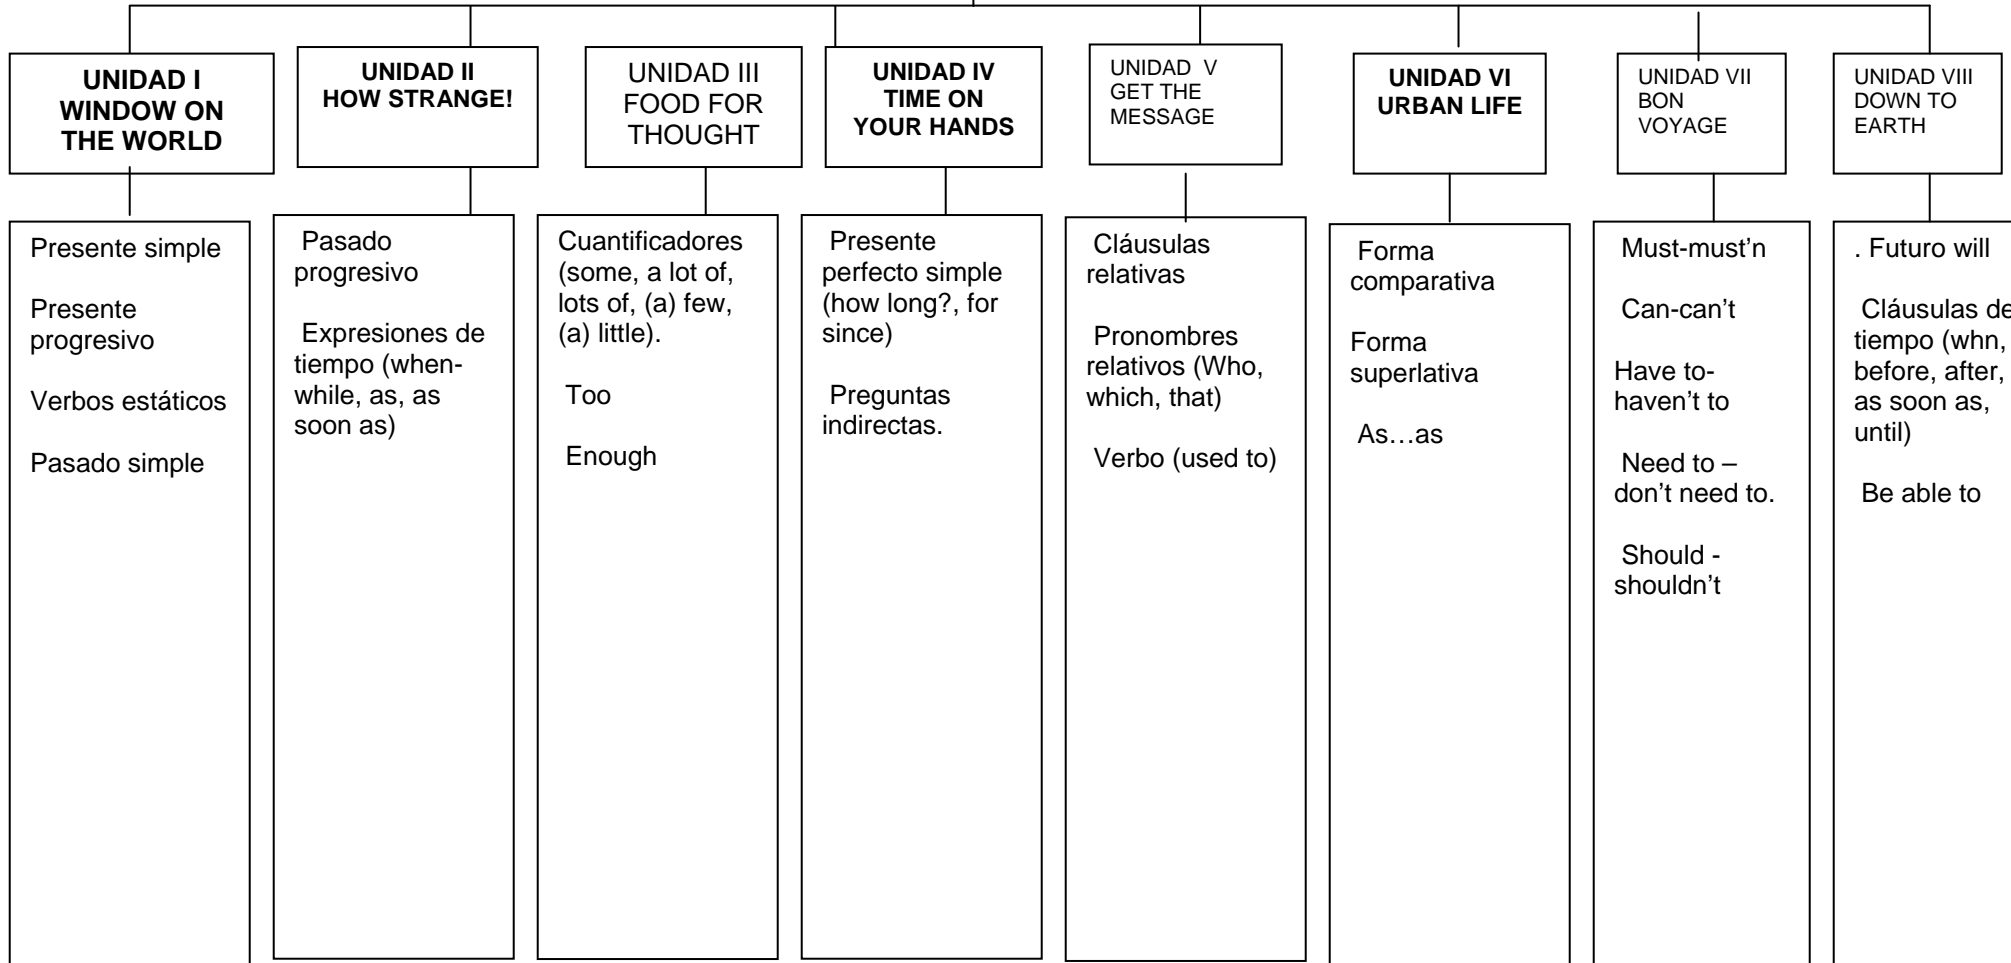 UNIDAD I
WINDOW ON
THE WORLD
UNIDAD II
HOW STRANGE!
UNIDAD III
FOOD FOR
THOUGHT
UNIDAD IV
TIME ON
YOUR HANDS
UNIDAD V
GET THE
MESSAGE
UNIDAD VI
URBAN LIFE
UNIDAD VII
BON
VOYAGE
UNIDAD VIII
DOWN TO
EARTH
Presente simple
Presente
progresivo
Verbos estáticos
Pasado simple
Pasado
progresivo
Expresiones de
tiempo (when-
while, as, as
soon as)
Cuantificadores
(some, a lot of,
lots of, (a) few,
(a) little).
Too
Enough
Presente
perfecto simple
(how long?, for
since)
Preguntas
indirectas.
Cláusulas
relativas
Pronombres
relativos (Who,
which, that)
Verbo (used to)
Forma
comparativa
Forma
superlativa
As…as
Must-must'n
Can-can't
Have to-
haven't to
Need to –
don't need to.
Should -
shouldn't
. Futuro will
Cláusulas de
tiempo (whn,
before, after,
as soon as,
until)
Be able to